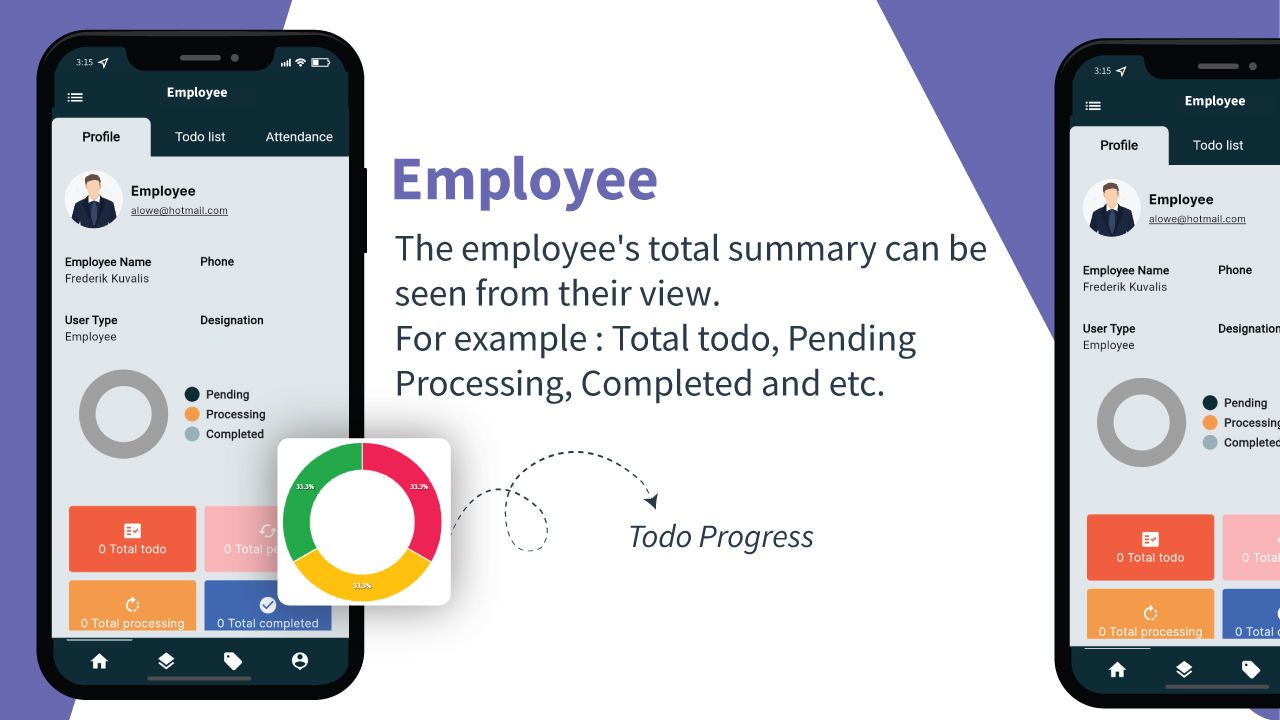 3:15
Employee
Profile
Todo list
Attendance
Employee
alowe@hotmail.com
Employee Name
Phone
Frederik Kuvalis
User Type
Designation
Employee
Pending
Processing
Completed
0 Total todo
0 Total pe
0 Total processing
0 Total completed
33.3%
33.3%
33.3%
Employee
The employee's total summary can be
seen from their view.
For example : Total todo, Pending
Processing, Completed and etc.
Todo Progress
3:15
Employee
Profile
Todo list
Employee
alowe@hotmail.com
Employee Name
Phone
Frederik Kuvalis
User Type
Designation
Employee
Pending
Processing
Completed
0 Total todo
0 Tota
0 Total processing
0 Total